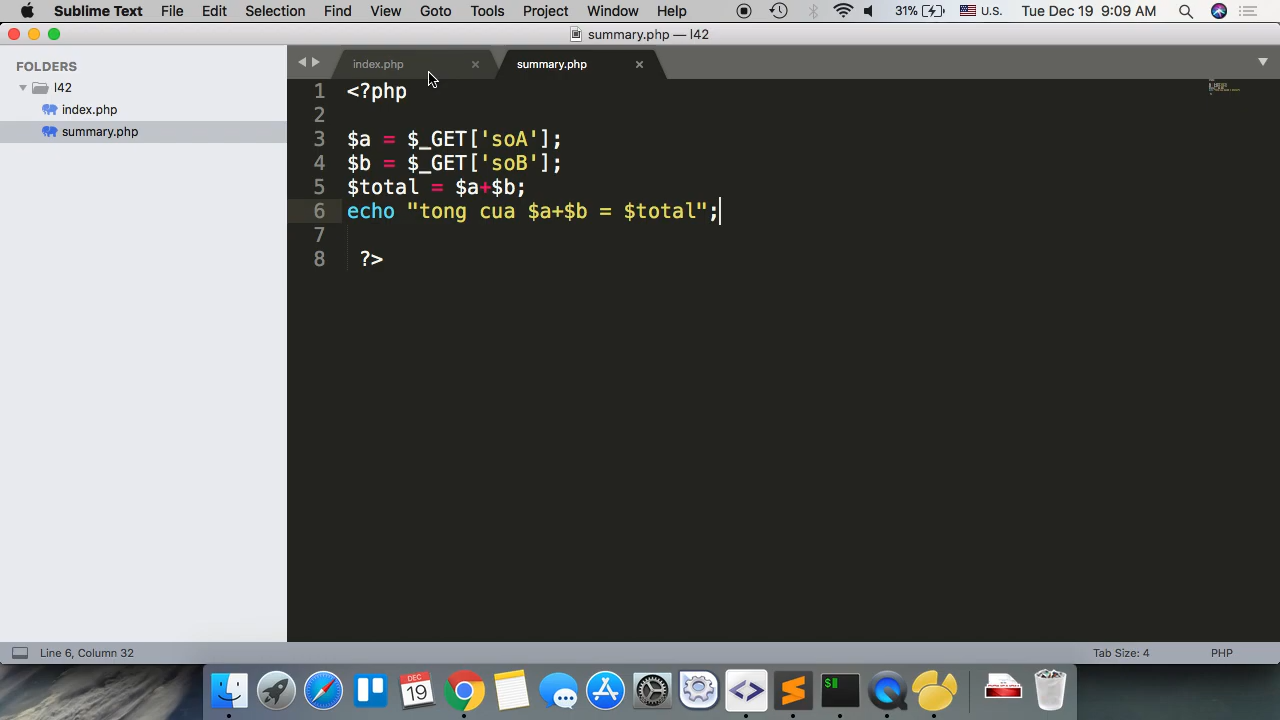 Sublime Text File Edit Selection Find View Goto Tools Project Window Help 31% U.S. Tue Dec 19 9:09 AM
summary.php — l42
FOLDERS
l42
index.php
summary.php
index.php × summary.php ×
1 <?php
2
3 $a = $_GET['soA'];
4 $b = $_GET['soB'];
5 $total = $a+$b;
6 echo "tong cua $a+$b = $total";
7
8 ?>
Line 6, Column 32 Tab Size: 4 PHP
DEC
19
$